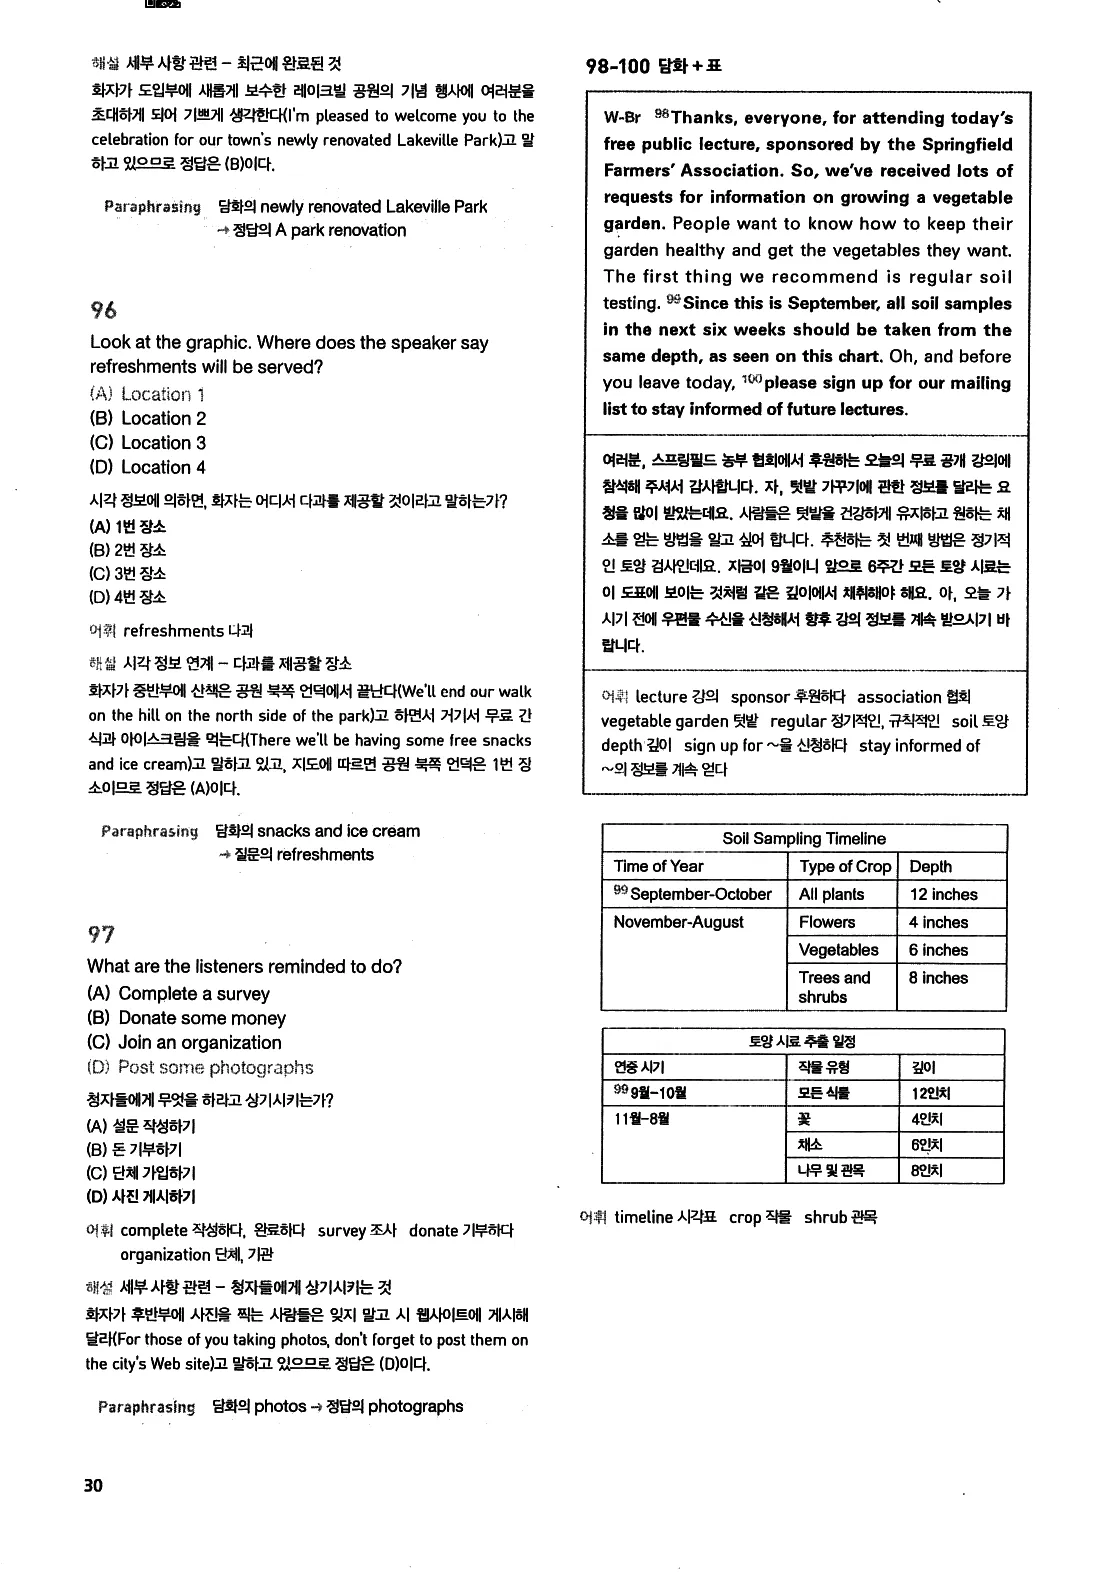 해설 세부 사항 관련 – 최근에 완료된 것
화자가 도입부에 새롭게 보수한 레이크빌 공원의 기념 행사에 여러분을
초대하게 되어 기쁘게 생각한다(I'm pleased to welcome you to the
celebration for our town's newly renovated Lakeville Park)고 말
하고 있으므로 정답은 (B)이다.
Paraphrasing 담화의 newly renovated Lakeville Park
→ 정답의 A park renovation
96
Look at the graphic. Where does the speaker say
refreshments will be served?
(A) Location 1
(B) Location 2
(C) Location 3
(D) Location 4
시각 정보에 의하면, 화자는 어디서 다과를 제공할 것이라고 말하는가?
(A) 1번 장소
(B) 2번 장소
(C) 3번 장소
(D) 4번 장소
어휘 refreshments 다과
해설 시각 정보 연계 – 다과를 제공할 장소
화자가 중반부에 산책은 공원 북쪽 언덕에서 끝난다(We'll end our walk
on the hill on the north side of the park)고 하면서 거기서 무료 간
식과 아이스크림을 먹는다(There we'll be having some free snacks
and ice cream)고 말하고 있고, 지도에 따르면 공원 북쪽 언덕은 1번 장
소이므로 정답은 (A)이다.
Paraphrasing 담화의 snacks and ice cream
→ 질문의 refreshments
97
What are the listeners reminded to do?
(A) Complete a survey
(B) Donate some money
(C) Join an organization
(D) Post some photographs
청자들에게 무엇을 하라고 상기시키는가?
(A) 설문 작성하기
(B) 돈 기부하기
(C) 단체 가입하기
(D) 사진 게시하기
어휘 complete 작성하다, 완료하다 survey 조사 donate 기부하다
organization 단체, 기관
해설 세부 사항 관련 – 청자들에게 상기시키는 것
화자가 후반부에 사진을 찍는 사람들은 잊지 말고 시 웹사이트에 게시해
달라(For those of you taking photos, don't forget to post them on
the city's Web site)고 말하고 있으므로 정답은 (D)이다.
Paraphrasing 담화의 photos → 정답의 photographs
30
98-100 담화 + 표
W-Br 98Thanks, everyone, for attending today's
free public lecture, sponsored by the Springfield
Farmers' Association. So, we've received lots of
requests for information on growing a vegetable
garden. People want to know how to keep their
garden healthy and get the vegetables they want.
The first thing we recommend is regular soil
testing. 99Since this is September, all soil samples
in the next six weeks should be taken from the
same depth, as seen on this chart. Oh, and before
you leave today, 100please sign up for our mailing
list to stay informed of future lectures.
여러분, 스프링필드 농부 협회에서 후원하는 오늘의 무료 공개 강의에
참석해 주셔서 감사합니다. 자, 텃밭 가꾸기에 관한 정보를 달라는 요
청을 많이 받았는데요. 사람들은 텃밭을 건강하게 유지하고 원하는 채
소를 얻는 방법을 알고 싶어 합니다. 추천하는 첫 번째 방법은 정기적
인 토양 검사인데요. 지금이 9월이니 앞으로 6주간 모든 토양 시료는
이 도표에 보이는 것처럼 같은 깊이에서 채취해야 해요. 아, 오늘 가
시기 전에 우편물 수신을 신청해서 향후 강의 정보를 계속 받으시기 바
랍니다.
어휘 lecture 강의 sponsor 후원하다 association 협회
vegetable garden 텃밭 regular 정기적인, 규칙적인 soil 토양
depth 깊이 sign up for ~을 신청하다 stay informed of
~의 정보를 계속 얻다
Soil Sampling Timeline
Time of Year Type of Crop Depth
99 September-October All plants 12 inches
November-August Flowers 4 inches
Vegetables 6 inches
Trees and 8 inches
shrubs
토양 시료 추출 일정
연중 시기 작물 유형 깊이
99 9월-10월 모든 식물 12인치
11월-8월 꽃 4인치
채소 6인치
나무 및 관목 8인치
어휘 timeline 시각표 crop 작물 shrub 관목